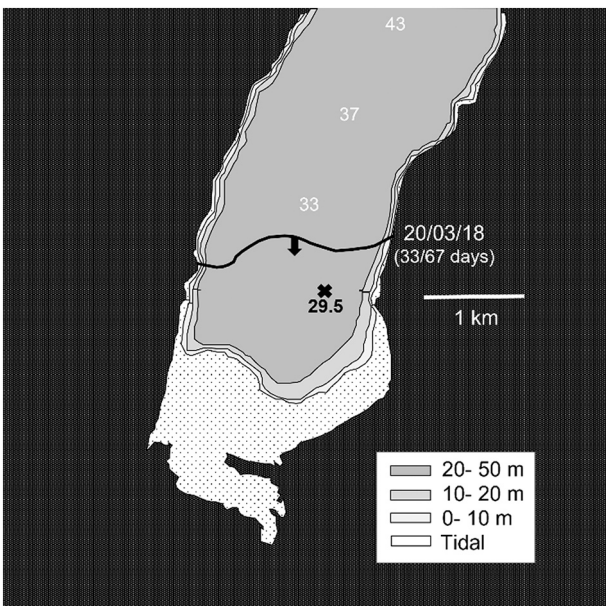 43
37
33
20/03/18
(33/67 days)
29.5
1 km
20- 50 m
10- 20 m
0- 10 m
Tidal